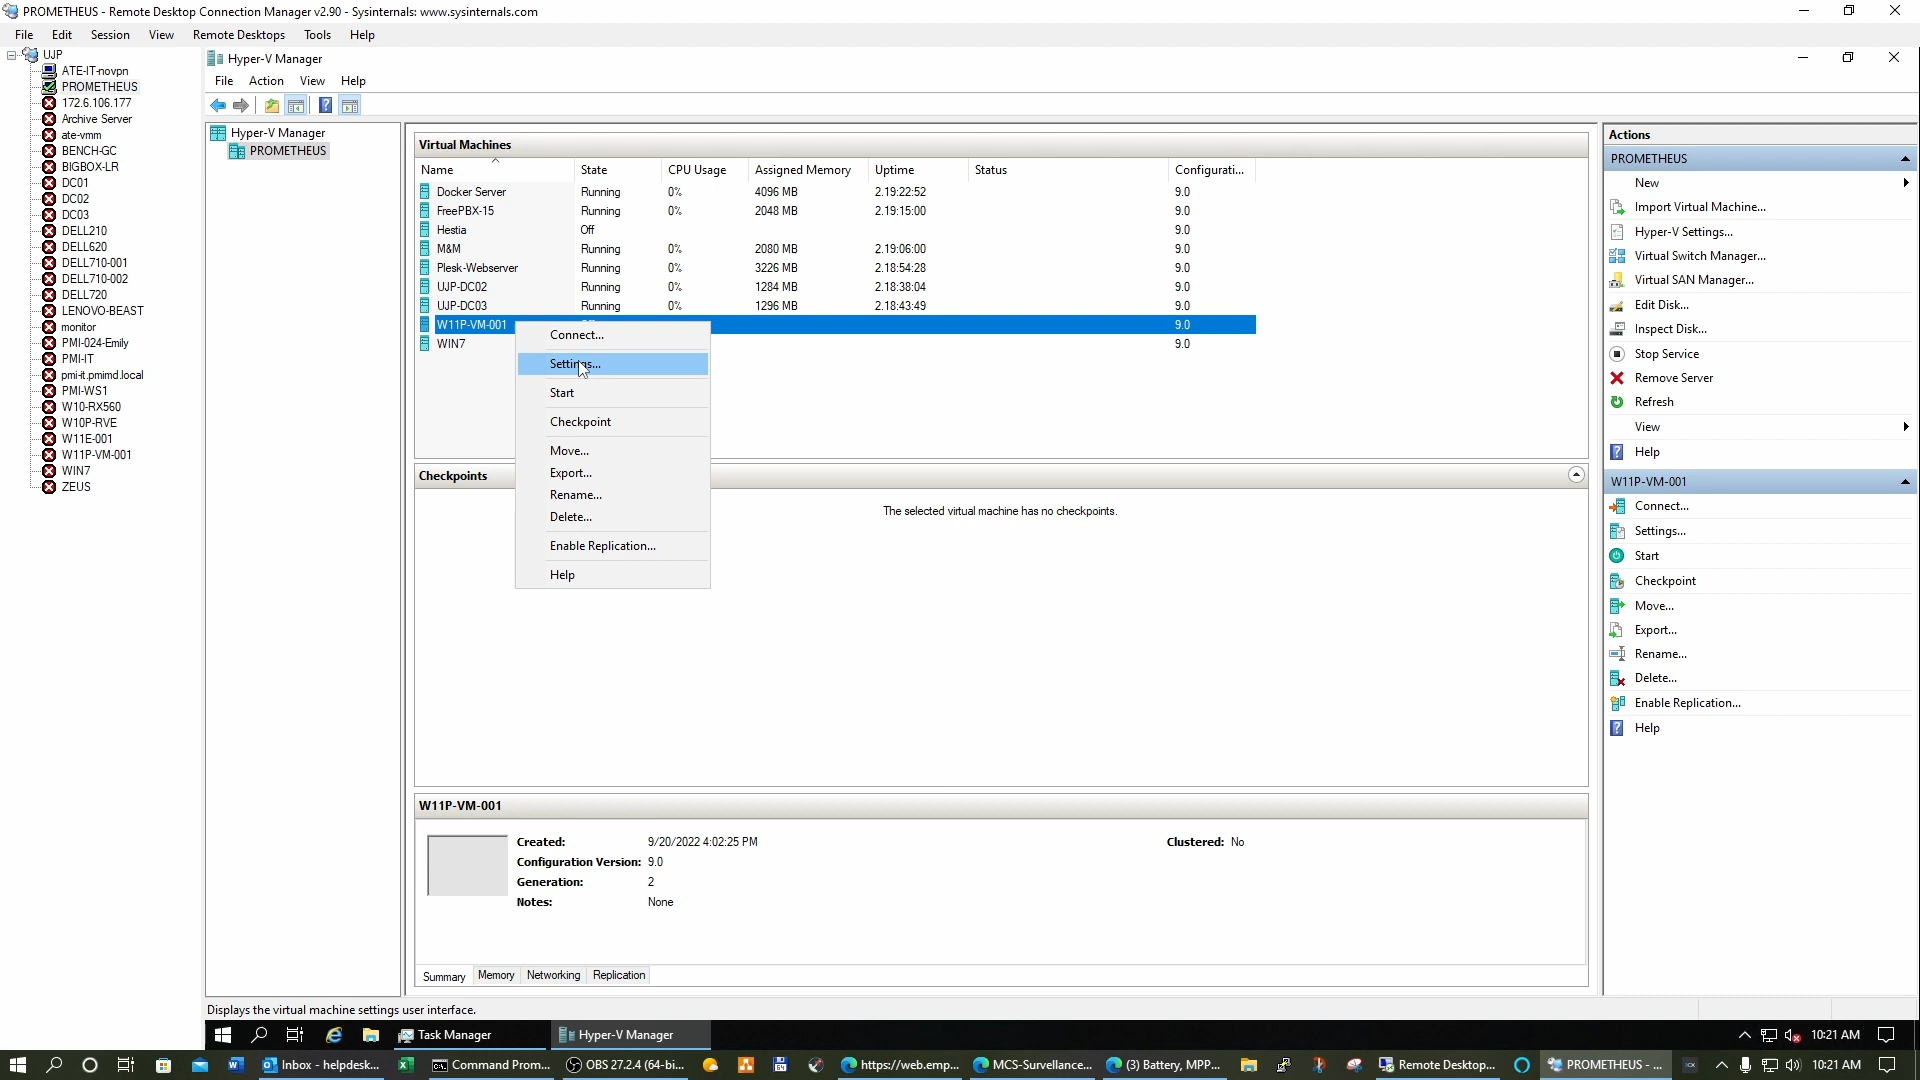 PROMETHEUS - Remote Desktop Connection Manager v2.90 - Sysinternals: www.sysinternals.com
File Edit Session View Remote Desktops Tools Help
UJP
ATE-IT-novpn
PROMETHEUS
172.6.106.177
Archive Server
ate-vmm
BENCH-GC
BIGBOX-LR
DC01
DC02
DC03
DELL210
DELL620
DELL710-001
DELL710-002
DELL720
LENOVO-BEAST
monitor
PMI-024-Emily
PMI-IT
pmi-it.pmimd.local
PMI-WS1
W10-RX560
W10P-RVE
W11E-001
W11P-VM-001
WIN7
ZEUS
Hyper-V Manager
File Action View Help
Hyper-V Manager
PROMETHEUS
Virtual Machines
Name State CPU Usage Assigned Memory Uptime Status Configurati...
Docker Server Running 0% 4096 MB 2.19:22:52 9.0
FreePBX-15 Running 0% 2048 MB 2.19:15:00 9.0
Hestia Off 9.0
M&M Running 0% 2080 MB 2.19:06:00 9.0
Plesk-Webserver Running 0% 3226 MB 2.18:54:28 9.0
UJP-DC02 Running 0% 1284 MB 2.18:38:04 9.0
UJP-DC03 Running 0% 1296 MB 2.18:43:49 9.0
W11P-VM-001 9.0
WIN7 9.0
Connect...
Settings...
Start
Checkpoint
Move...
Export...
Rename...
Delete...
Enable Replication...
Help
Checkpoints
The selected virtual machine has no checkpoints.
W11P-VM-001
Created: 9/20/2022 4:02:25 PM Clustered: No
Configuration Version: 9.0
Generation: 2
Notes: None
Summary Memory Networking Replication
Actions
PROMETHEUS
New
Import Virtual Machine...
Hyper-V Settings...
Virtual Switch Manager...
Virtual SAN Manager...
Edit Disk...
Inspect Disk...
Stop Service
Remove Server
Refresh
View
Help
W11P-VM-001
Connect...
Settings...
Start
Checkpoint
Move...
Export...
Rename...
Delete...
Enable Replication...
Help
Displays the virtual machine settings user interface.
Task Manager Hyper-V Manager 10:21 AM
Inbox - helpdesk... Command Prom... OBS 27.2.4 (64-bi... https://web.emp... MCS-Survellance... (3) Battery, MPP... Remote Desktop... PROMETHEUS - ... 10:21 AM